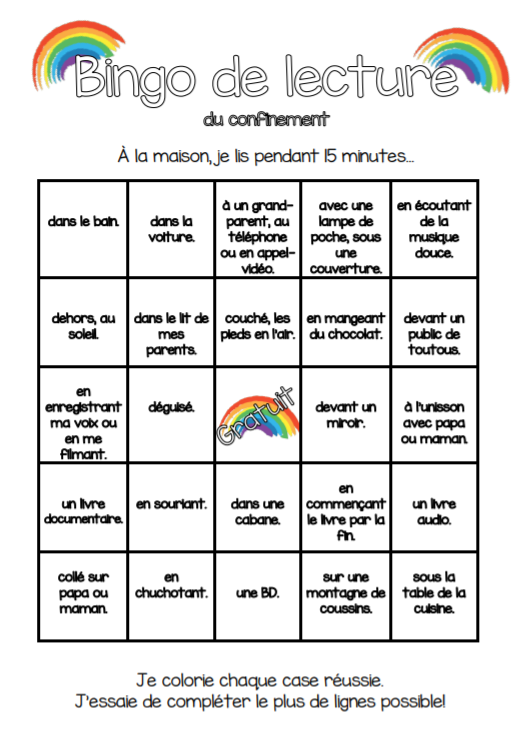 Bingo de lecture
du confinement
À la maison, je lis pendant 15 minutes...
dans le bain.
dans la
voiture.
à un grand-
parent, au
téléphone
ou en appel-
vidéo.
avec une
lampe de
poche, sous
une
couverture.
en écoutant
de la
musique
douce.
dehors, au
soleil.
dans le lit de
mes
parents.
couché, les
pieds en l'air.
en mangeant
du chocolat.
devant un
public de
toutous.
en
enregistrant
ma voix ou
en me
filmant.
déguisé.
Gratuit
devant un
miroir.
à l'unisson
avec papa
ou maman.
un livre
documentaire.
en souriant.
dans une
cabane.
en
commençant
le livre par la
fin.
un livre
audio.
collé sur
papa ou
maman.
en
chuchotant.
une BD.
sur une
montagne de
coussins.
sous la
table de la
cuisine.
Je colorie chaque case réussie.
J'essaie de compléter le plus de lignes possible!